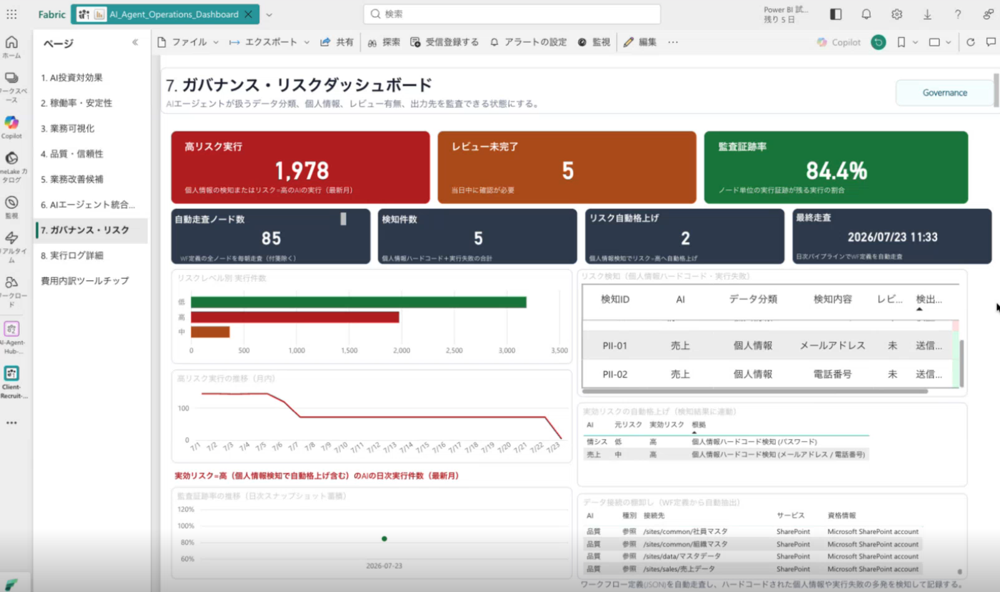 Fabric
AI_Agent_Operations_Dashboard
検索
Power BI 試...
残り 5 日
ホーム
ークスペ
ース
Copilot
neLake カ
タログ
監視
リアルタイ
ム
ークロー
ド
AI-Agent-
Hub-...
Client-
Recruit-...
ページ
1. AI投資対効果
2. 稼働率・安定性
3. 業務可視化
4. 品質・信頼性
5. 業務改善候補
6. AIエージェント統合...
7. ガバナンス・リスク
8. 実行ログ詳細
費用内訳ツールチップ
ファイル
エクスポート
共有
探索
受信登録する
アラートの設定
監視
編集
Copilot
7. ガバナンス・リスクダッシュボード
AIエージェントが扱うデータ分類、個人情報、レビュー有無、出力先を監査できる状態にする。
Governance
高リスク実行
1,978
個人情報の検知またはリスク=高のAIの実行（最新月）
レビュー未完了
5
当日中に確認が必要
監査証跡率
84.4%
ノード単位の実行証跡が残る実行の割合
自動走査ノード数
85
WF定義の全ノードを毎朝走査（付箋除く）
検知件数
5
個人情報ハードコード＋実行失敗の合計
リスク自動格上げ
2
個人情報検知でリスク=高へ自動格上げ
最終走査
2026/07/23 11:33
日次パイプラインでWF定義を自動走査
リスクレベル別 実行件数
低
高
中
0 500 1,000 1,500 2,000 2,500 3,000 3,500
高リスク実行の推移（月内）
100
0
7/1 7/2 7/3 7/4 7/5 7/6 7/7 7/8 7/9 7/10 7/11 7/12 7/13 7/14 7/15 7/16 7/17 7/18 7/19 7/20 7/21 7/22 7/23
実効リスク=高（個人情報検知で自動格上げ含む）のAIの日次実行件数（最新月）
監査証跡率の推移（日次スナップショット蓄積）
120%
100%
80%
60%
2026-07-23
リスク検知（個人情報ハードコード・実行失敗）
検知ID AI データ分類 検知内容 レビ... 検出...
PII-01 売上 個人情報 メールアドレス 未 送信...
PII-02 売上 個人情報 電話番号 未 送信...
実効リスクの自動格上げ（検知結果に連動）
AI 元リスク 実効リスク 根拠
情シス 低 高 個人情報ハードコード検知 (パスワード)
売上 中 高 個人情報ハードコード検知 (メールアドレス / 電話番号)
データ接続の棚卸し（WF定義から自動抽出）
AI 種別 接続先 サービス 資格情報
品質 参照 /sites/common/社員マスタ SharePoint Microsoft SharePoint account
品質 参照 /sites/common/組織マスタ SharePoint Microsoft SharePoint account
品質 参照 /sites/data/マスタデータ SharePoint Microsoft SharePoint account
品質 参照 /sites/sales/売上データ SharePoint Microsoft SharePoint account
ワークフロー定義(JSON)を自動走査し、ハードコードされた個人情報や実行失敗の多発を検知して記録する。